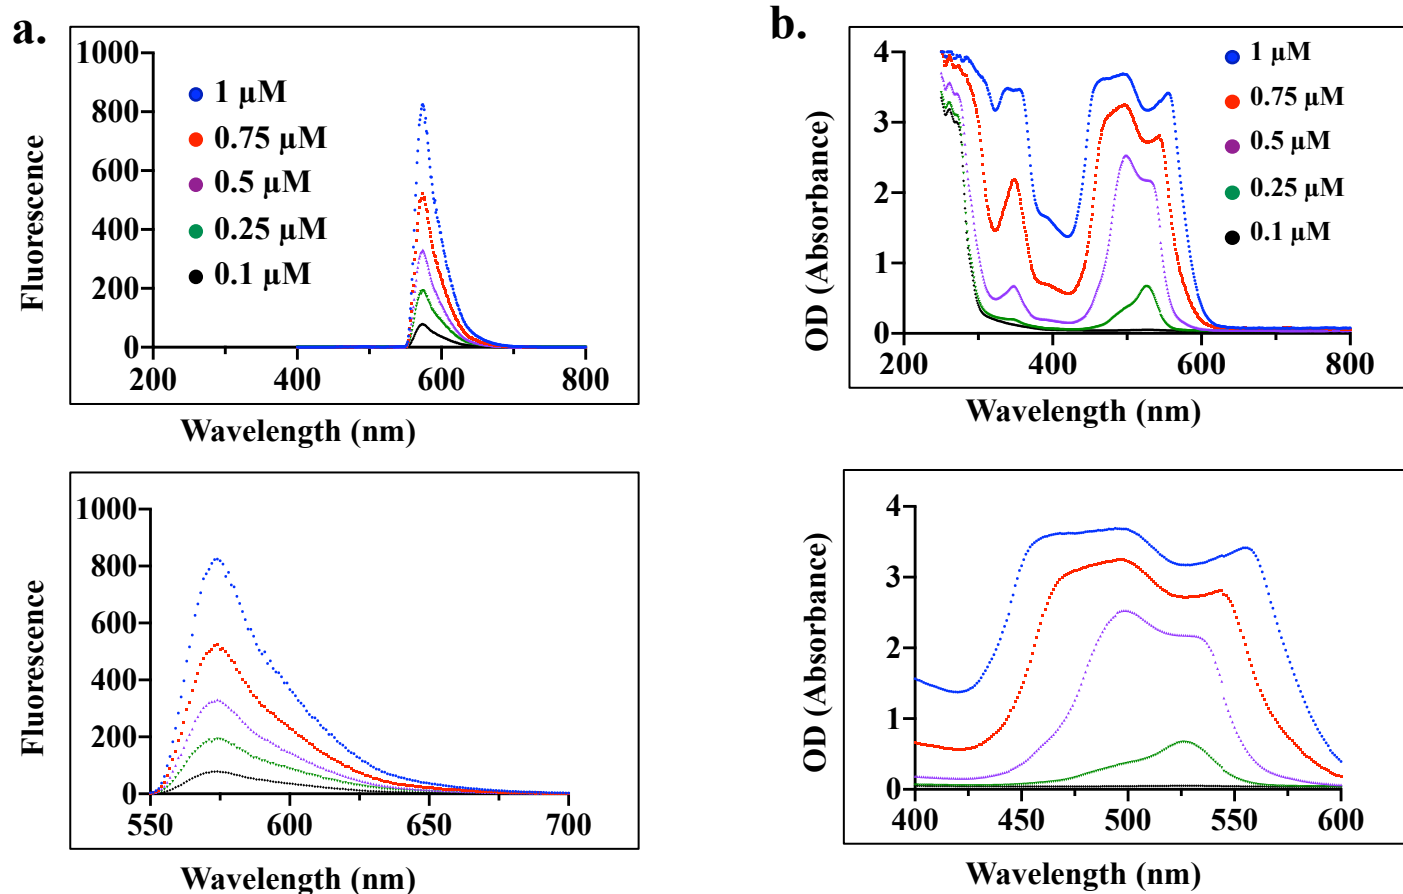 a.
Fluorescence
1000
800
600
400
200
0
1 μM
0.75 μM
0.5 μM
0.25 μM
0.1 μM
200
400
600
800
Wavelength (nm)
b.
OD (Absorbance)
4
3
2
1
0
1 μM
0.75 μM
0.5 μM
0.25 μM
0.1 μM
200
400
600
800
Wavelength (nm)
Fluorescence
1000
800
600
400
200
0
550
600
650
700
Wavelength (nm)
OD (Absorbance)
4
3
2
1
0
400
450
500
550
600
Wavelength (nm)